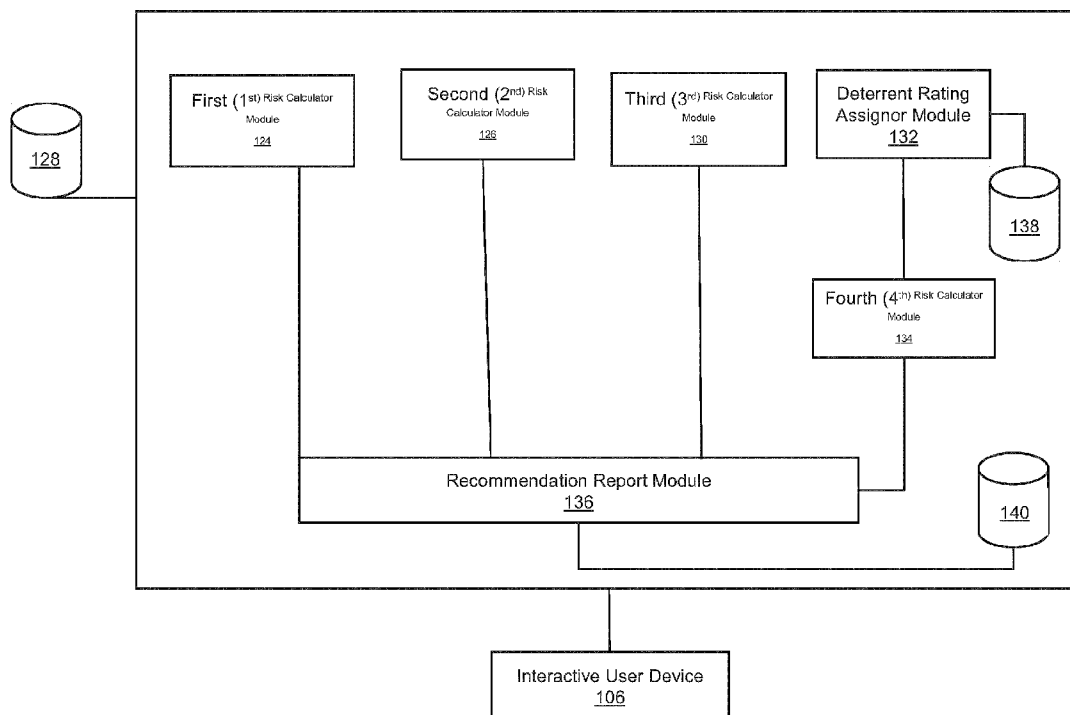 First (1st) Risk Calculator
Module
124
Second (2nd) Risk
Calculator Module
126
Third (3rd) Risk Calculator
Module
130
Deterrent Rating
Assignor Module
132
128
138
Fourth (4th) Risk Calculator
Module
134
Recommendation Report Module
136
140
Interactive User Device
106